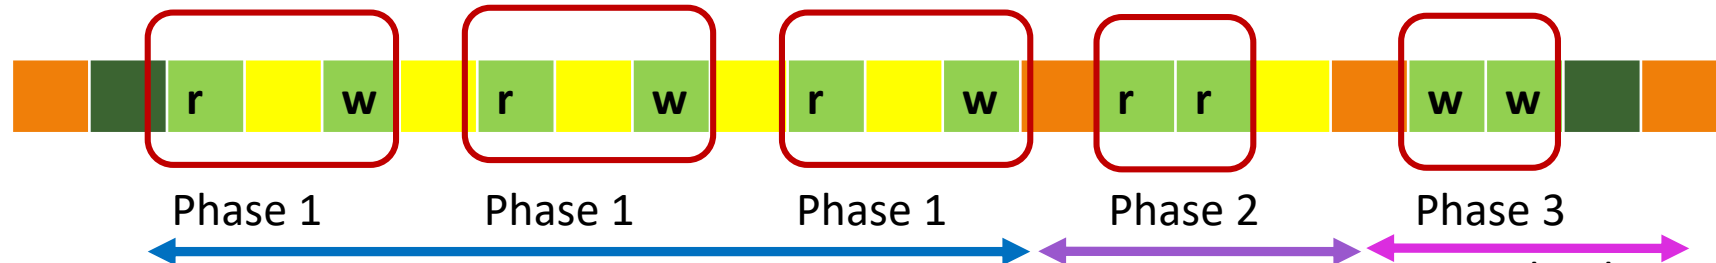 r w r w r w r r w w
Phase 1 Phase 1 Phase 1 Phase 2 Phase 3